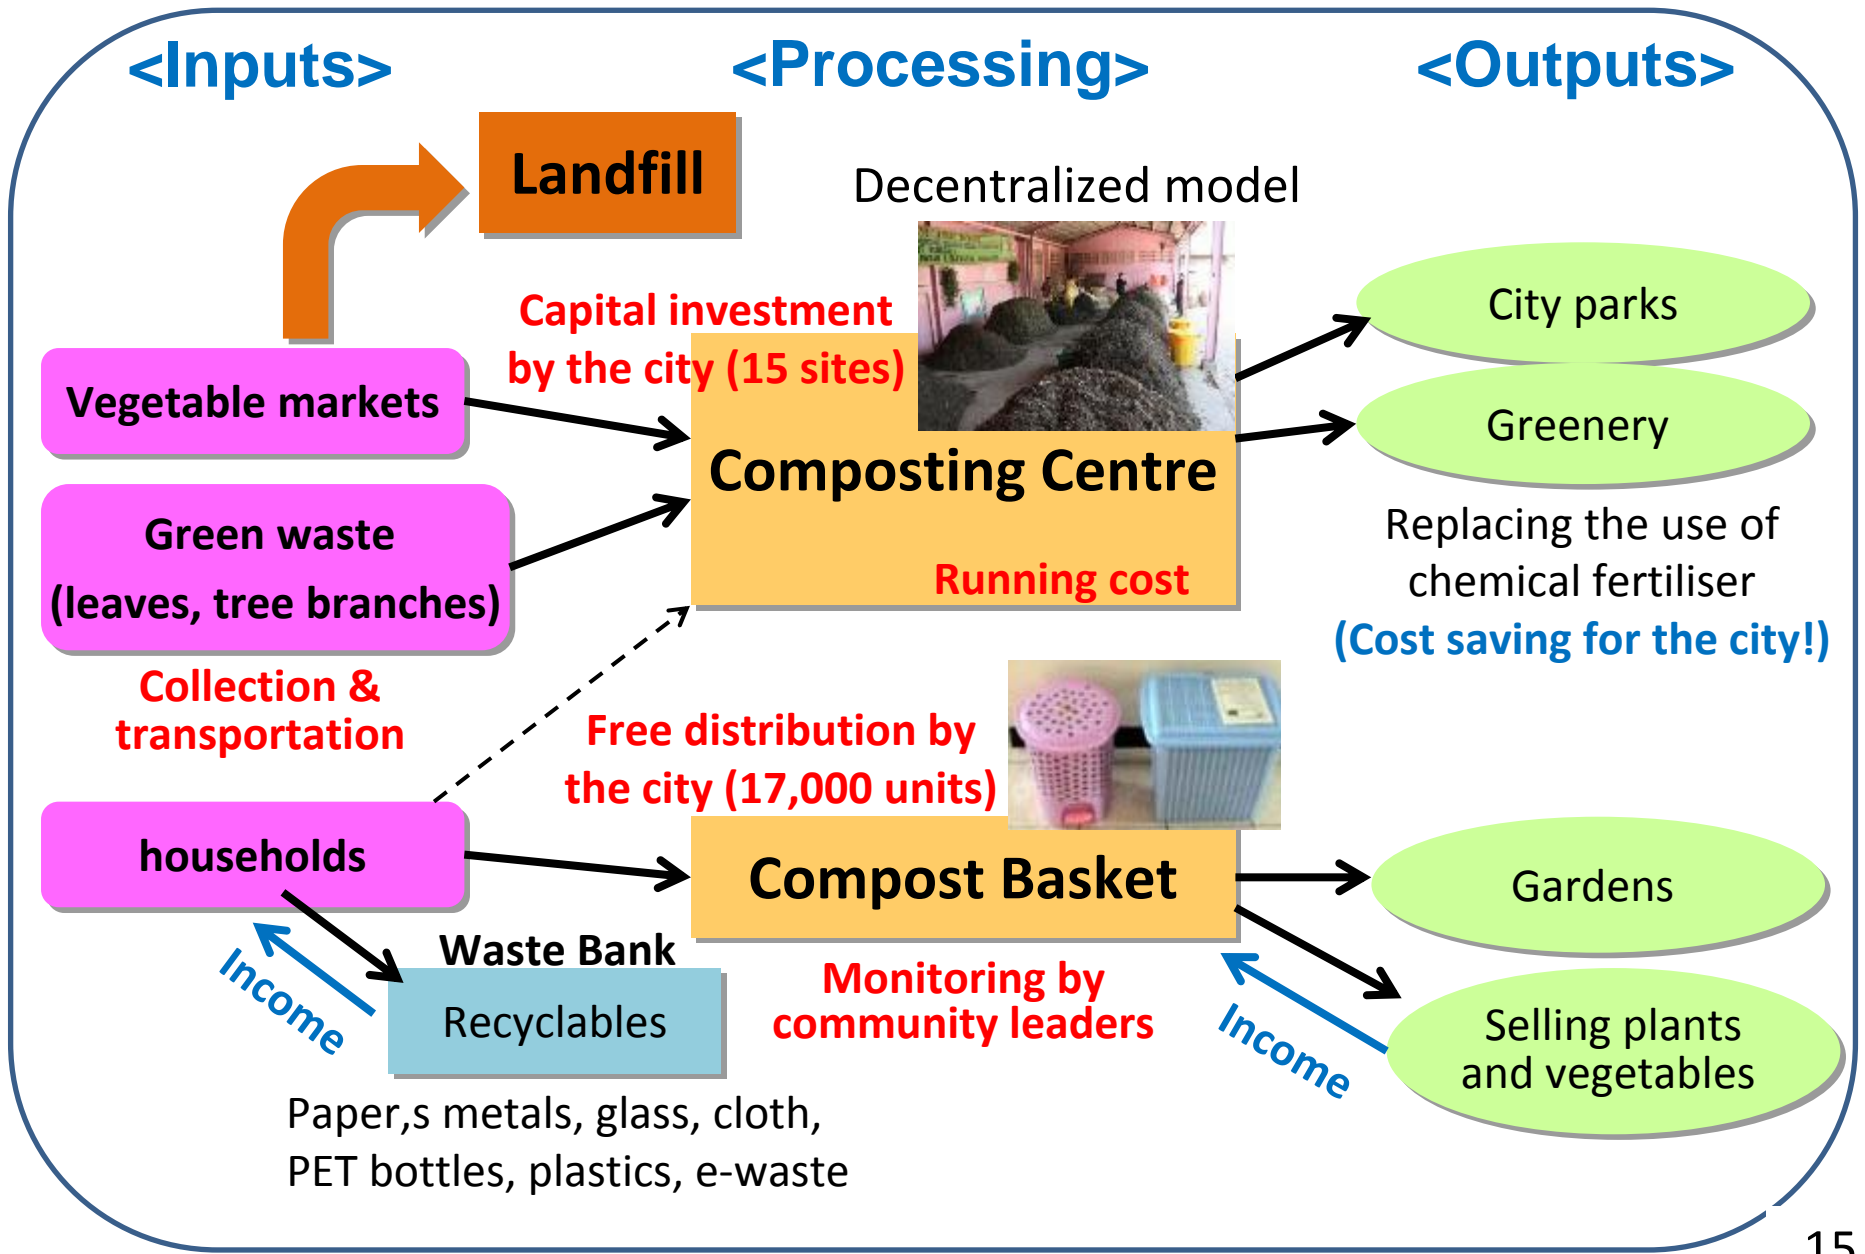 <Inputs>
<Processing>
<Outputs>
Landfill
Decentralized model
Capital investment
by the city (15 sites)
City parks
Vegetable markets
Greenery
Composting Centre
Green waste
(leaves, tree branches)
Running cost
Replacing the use of
chemical fertiliser
(Cost saving for the city!)
Collection &
transportation
Free distribution by
the city (17,000 units)
households
Compost Basket
Gardens
Waste Bank
Recyclables
Income
Monitoring by
community leaders
Income
Selling plants
and vegetables
Paper,s metals, glass, cloth,
PET bottles, plastics, e-waste
15